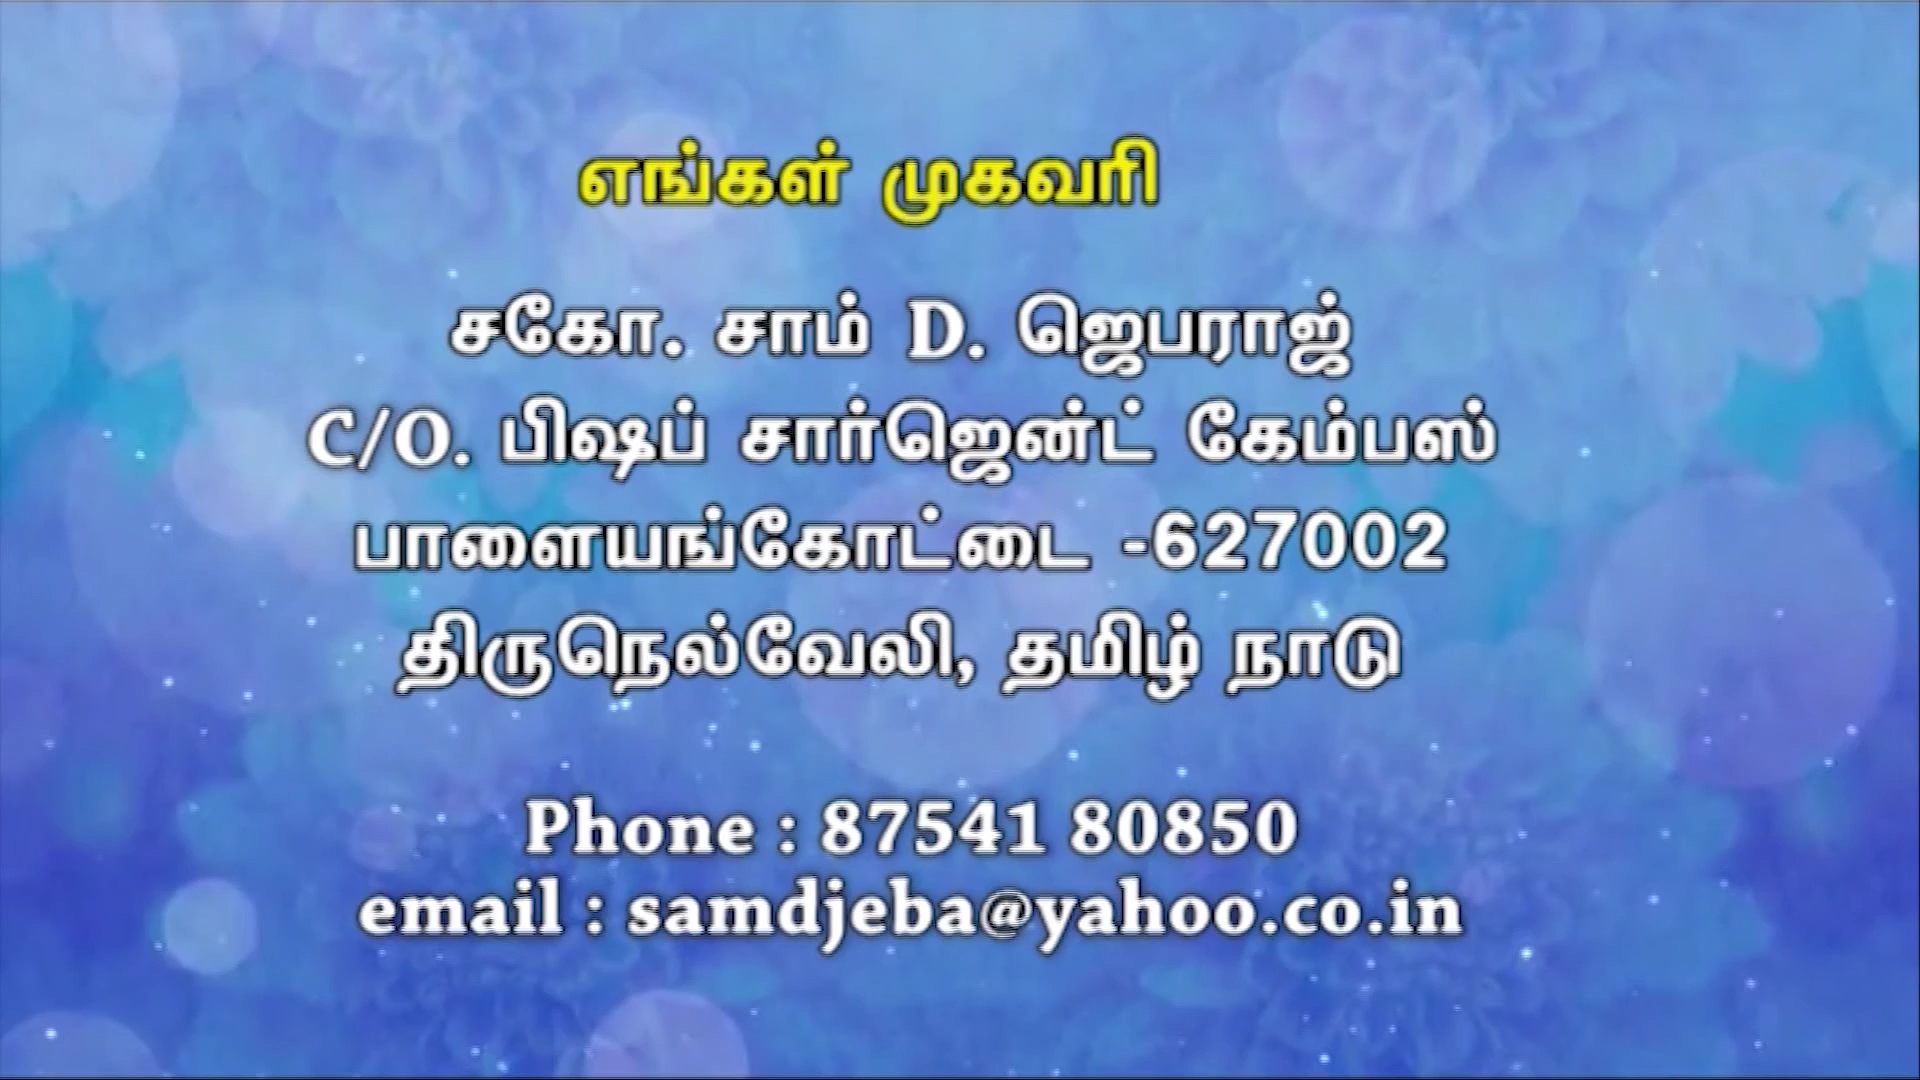 எங்கள் முகவரி
சகோ. சாம் D. ஜெபராஜ்
C/O. பிஷப் சார்ஜென்ட் கேம்பஸ்
பாளையங்கோட்டை -627002
திருநெல்வேலி, தமிழ் நாடு
Phone : 87541 80850
email : samdjeba@yahoo.co.in